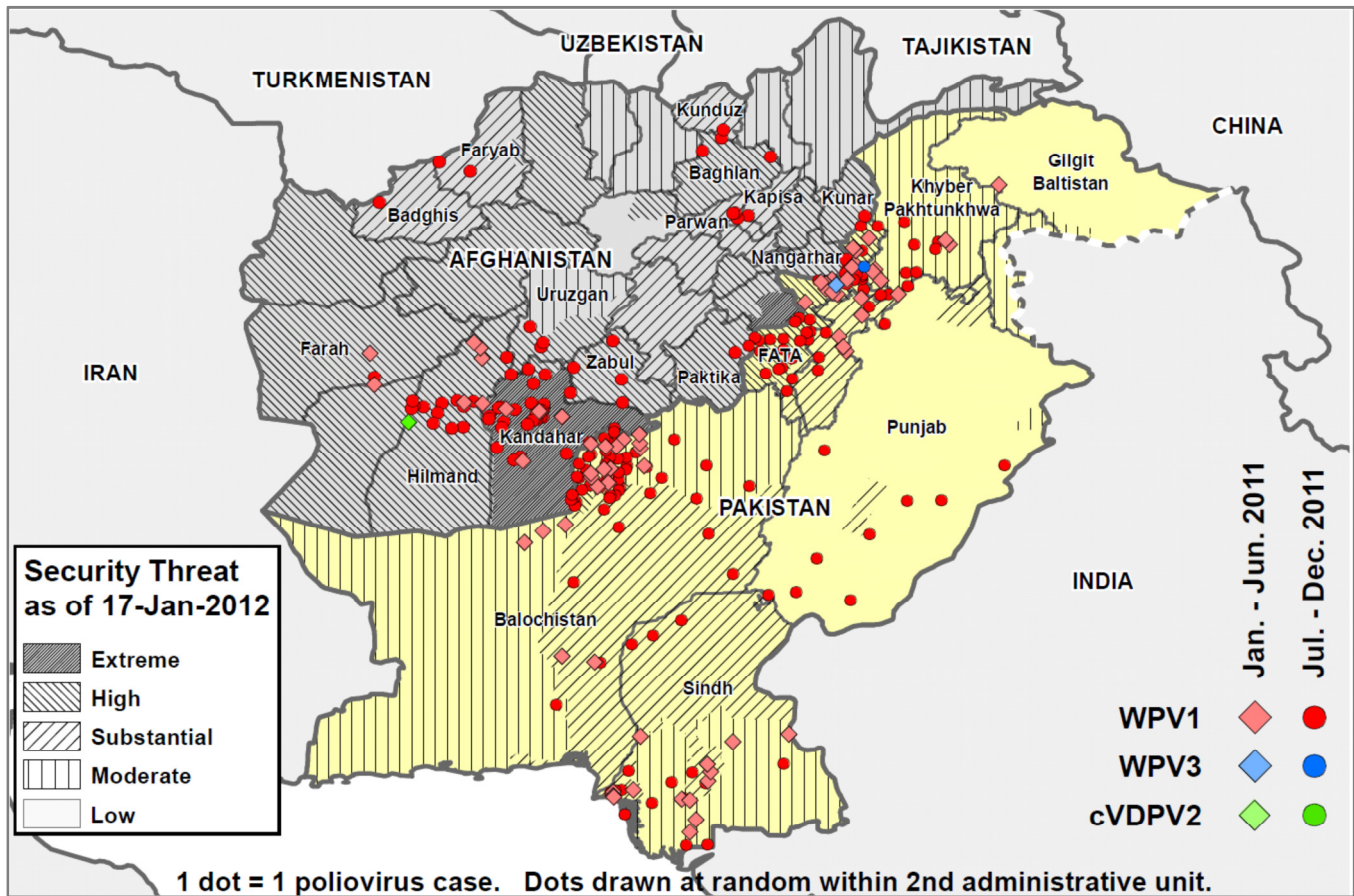 UZBEKISTAN
TAJIKISTAN
TURKMENISTAN
CHINA
Kunduz
Faryab
Baghlan
Gilgit
Baltistan
Khyber
Pakhtunkhwa
Kapisa
Kunar
Badghis
Parwan
AFGHANISTAN
Nangarhar
Uruzgan
Farah
IRAN
Zabul
FATA
Paktika
Punjab
Kandahar
Hilmand
PAKISTAN
INDIA
Balochistan
Sindh
Security Threat
as of 17-Jan-2012
Extreme
High
Substantial
Moderate
Low
Jan. - Jun. 2011
Jul. - Dec. 2011
WPV1
WPV3
cVDPV2
1 dot = 1 poliovirus case. Dots drawn at random within 2nd administrative unit.